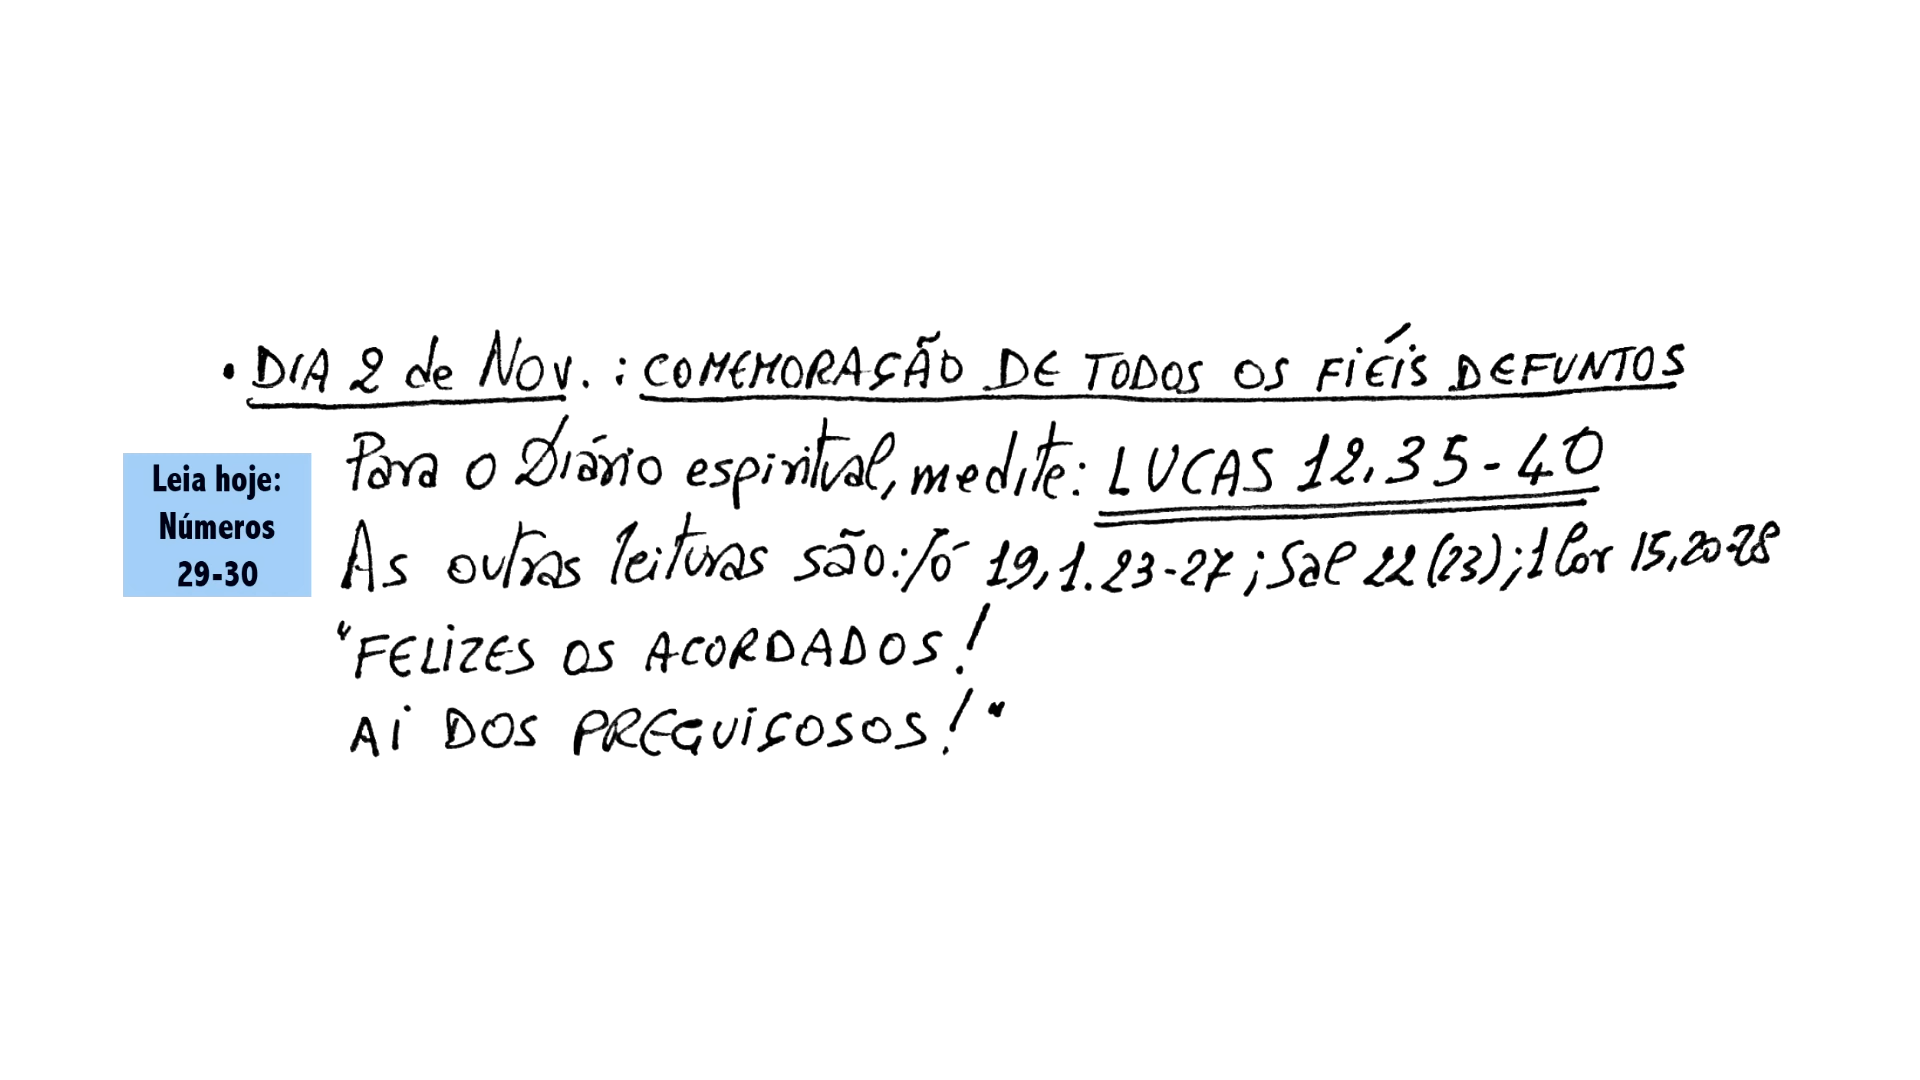 • DIA 2 de Nov. : COMEMORAÇÃO DE TODOS OS FIÉIS DEFUNTOS
Para o Diário espiritual, medite: LUCAS 12,35-40
As outras leituras são: Jó 19,1.23-27; Sal 22 (23); 1 Cor 15,20-28
"FELIZES OS ACORDADOS!
AI DOS PREGUIÇOSOS!"
Leia hoje:
Números
29-30